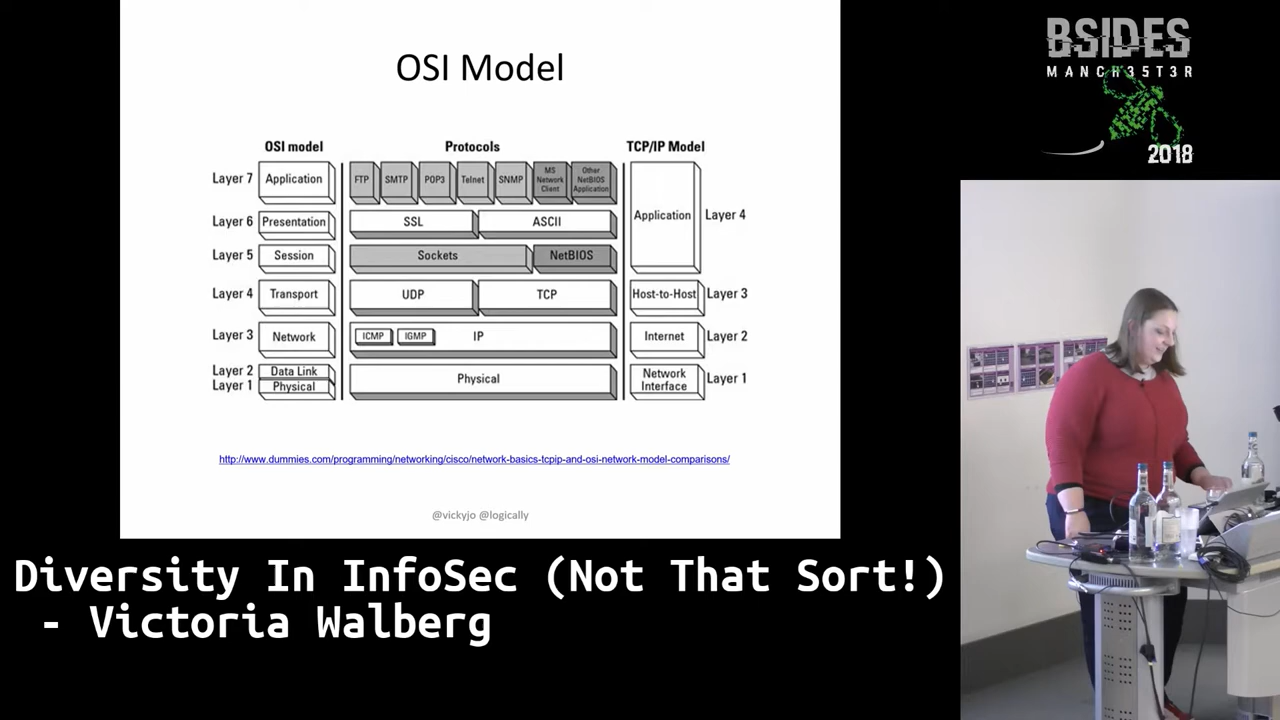 OSI Model
OSI model
Protocols
TCP/IP Model
Layer 7
Application
FTP
SMTP
POP3
Telnet
SNMP
MS
Network
Client
Other
NetBIOS
Application
Layer 6
Presentation
SSL
ASCII
Application
Layer 4
Layer 5
Session
Sockets
NetBIOS
Layer 4
Transport
UDP
TCP
Host-to-Host
Layer 3
Layer 3
Network
ICMP
IGMP
IP
Internet
Layer 2
Layer 2
Data Link
Layer 1
Physical
Physical
Network
Interface
Layer 1
http://www.dummies.com/programming/networking/cisco/network-basics-tcpip-and-osi-network-model-comparisons/
@vickyjo @logically
BSIDES
MANCH35T3R
2018
Diversity In InfoSec (Not That Sort!)
- Victoria Walberg